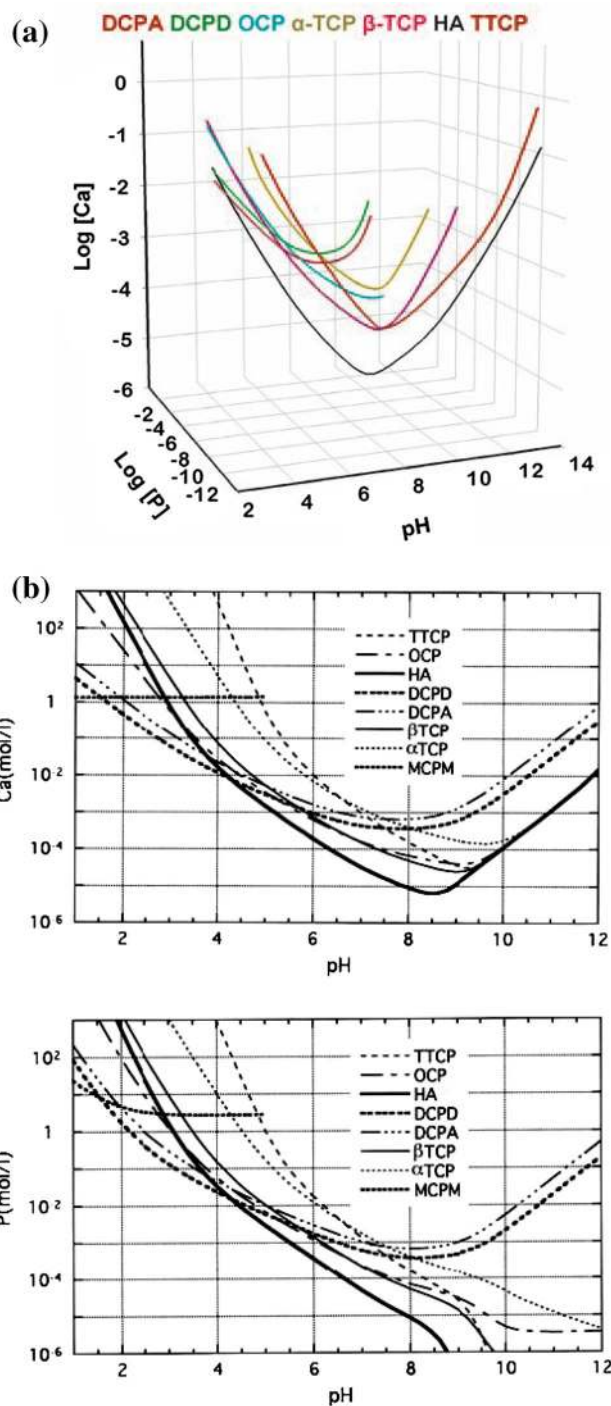 (a)
DCPA DCPD OCP α-TCP β-TCP HA TTCP
0
-1
-2
-3
-4
-5
-6
Log [Ca]
-2
-4
-6
-8
-10
-12
Log [P]
2 4 6 8 10 12 14
pH
(b)
10²
1
10⁻²
10⁻⁴
10⁻⁶
Ca(mol/l)
TTCP
OCP
HA
DCPD
DCPA
βTCP
αTCP
MCPM
2 4 6 8 10 12
pH
10²
1
10⁻²
10⁻⁴
10⁻⁶
P(mol/l)
TTCP
OCP
HA
DCPD
DCPA
βTCP
αTCP
MCPM
2 4 6 8 10 12
pH